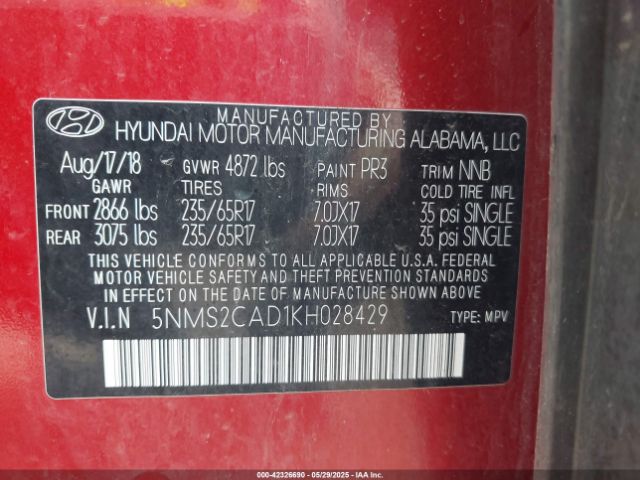 MANUFACTURED BY
HYUNDAI MOTOR MANUFACTURING ALABAMA, LLC
Aug/17/18 GVWR 4872 lbs PAINT PR3 TRIM NNB
GAWR TIRES RIMS COLD TIRE INFL
FRONT 2866 lbs 235/65R17 7.0JX17 35 psi SINGLE
REAR 3075 lbs 235/65R17 7.0JX17 35 psi SINGLE
THIS VEHICLE CONFORMS TO ALL APPLICABLE U.S.A. FEDERAL
MOTOR VEHICLE SAFETY AND THEFT PREVENTION STANDARDS
IN EFFECT ON THE DATE OF MANUFACTURE SHOWN ABOVE.
V.I.N 5NMS2CAD1KH028429 TYPE: MPV
000-42326690 05/29/2025 IAAI.COM